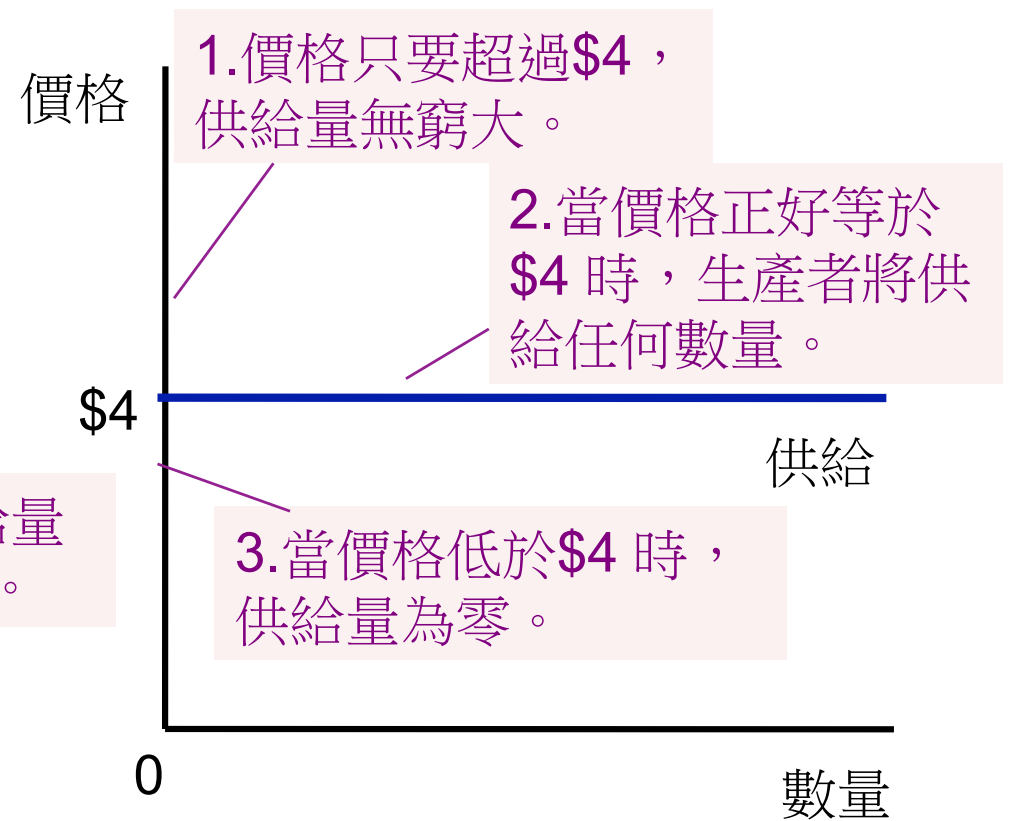 1.價格只要超過$4，
供給量無窮大。
價格
2.當價格正好等於
$4 時，生產者將供
給任何數量。
$4
供給
給量
。
3.當價格低於$4 時，
供給量為零。
0
數量